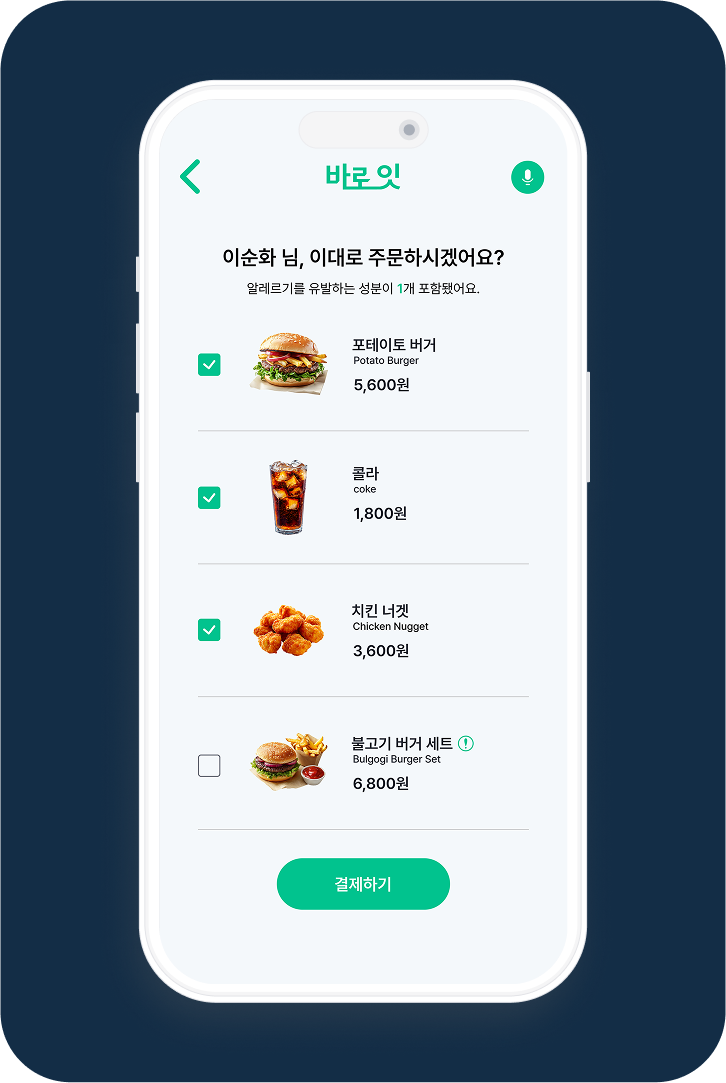 바로잇
이순화 님, 이대로 주문하시겠어요?
알레르기를 유발하는 성분이 1개 포함됐어요.
포테이토 버거
Potato Burger
5,600원
콜라
coke
1,800원
치킨 너겟
Chicken Nugget
3,600원
불고기 버거 세트
Bulgogi Burger Set
6,800원
결제하기